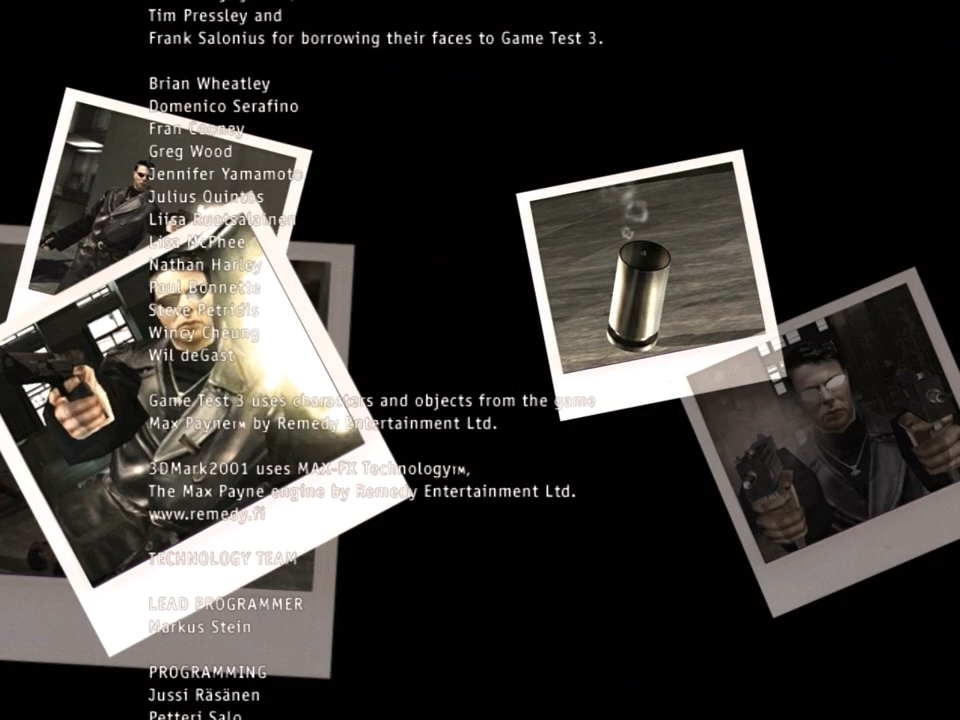 Tim Pressley and
Frank Salonius for borrowing their faces to Game Test 3.
Brian Wheatley
Domenico Serafino
Fran Cooney
Greg Wood
Jennifer Yamamoto
Julius Quintos
Liisa Ruotsalainen
Lisa McPhee
Nathan Harley
Paul Bonnette
Steve Petridis
Wincy Cheung
Wil deGast
Game Test 3 uses characters and objects from the game
Max Payne™ by Remedy Entertainment Ltd.
3DMark2001 uses MAX-FX Technology™,
The Max Payne engine by Remedy Entertainment Ltd.
www.remedy.fi
TECHNOLOGY TEAM
LEAD PROGRAMMER
Markus Stein
PROGRAMMING
Jussi Räsänen
Petteri Salo